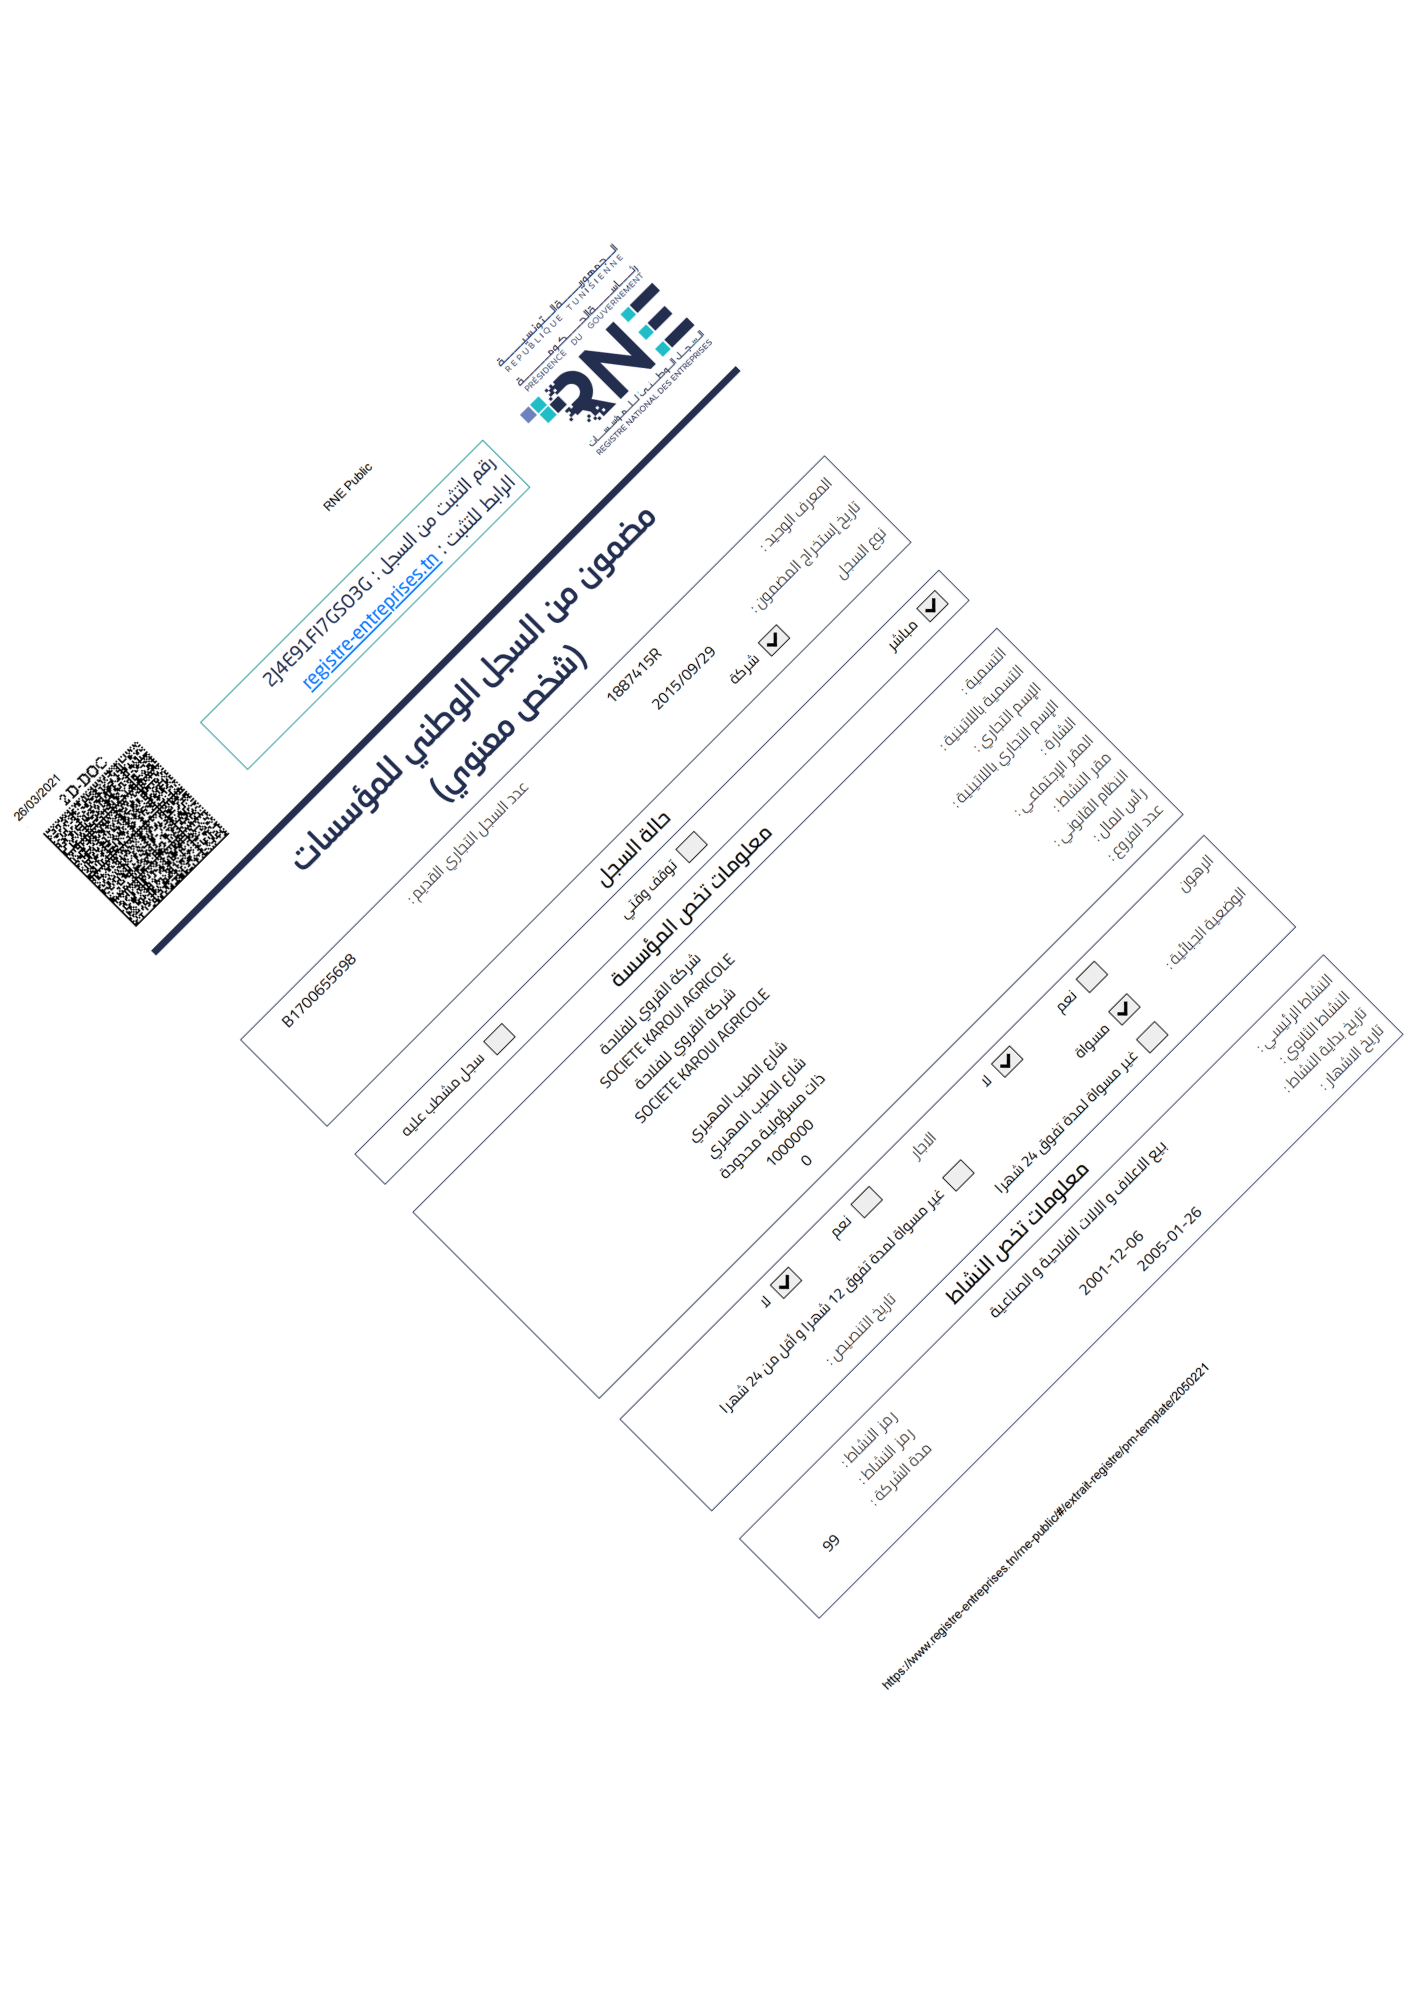 26/03/2021
RNE Public
2D-DOC
رقم التثبت من السجل : 2J4E91FI7GSO3G
الرابط للتثبت : registre-entreprises.tn
الجمهورية التونسية
REPUBLIQUE TUNISIENNE
رئاسة الحكومة
PRÉSIDENCE DU GOUVERNEMENT
RNE
السجل الوطني للمؤسسات
REGISTRE NATIONAL DES ENTREPRISES
مضمون من السجل الوطني للمؤسسات
(شخص معنوي)
المعرف الوحيد : 1887415R عدد السجل التجاري القديم : B1700655698
تاريخ إستخراج المضمون : 2015/09/29
نوع السجل شركة
حالة السجل
مباشر توقف وقتي سجل مشطب عليه
معلومات تخص المؤسسة
التسمية : شركة القروي للفلاحة
التسمية باللاتينية : SOCIETE KAROUI AGRICOLE
الإسم التجاري : شركة القروي للفلاحة
الإسم التجاري باللاتينية : SOCIETE KAROUI AGRICOLE
الشارة :
المقر الإجتماعي : شارع الطيب المهيري
مقر النشاط : شارع الطيب المهيري
النظام القانوني : ذات مسؤولية محدودة
رأس المال : 1000000
عدد الفروع : 0
الرهون نعم لا الايجار نعم لا
الوضعية الجبائية : مسواة غير مسواة لمدة تفوق 12 شهرا و أقل من 24 شهرا
غير مسواة لمدة تفوق 24 شهرا تاريخ التنصيص :
معلومات تخص النشاط
النشاط الرئيسي : بيع الاعلاف و الالات الفلاحية و الصناعية رمز النشاط :
النشاط الثانوي : رمز النشاط :
تاريخ بداية النشاط : 2001-12-06 مدة الشركة : 99
تاريخ الشهار : 2005-01-26
https://www.registre-entreprises.tn/rne-public/#/extrait-registre/pm-template/2050221